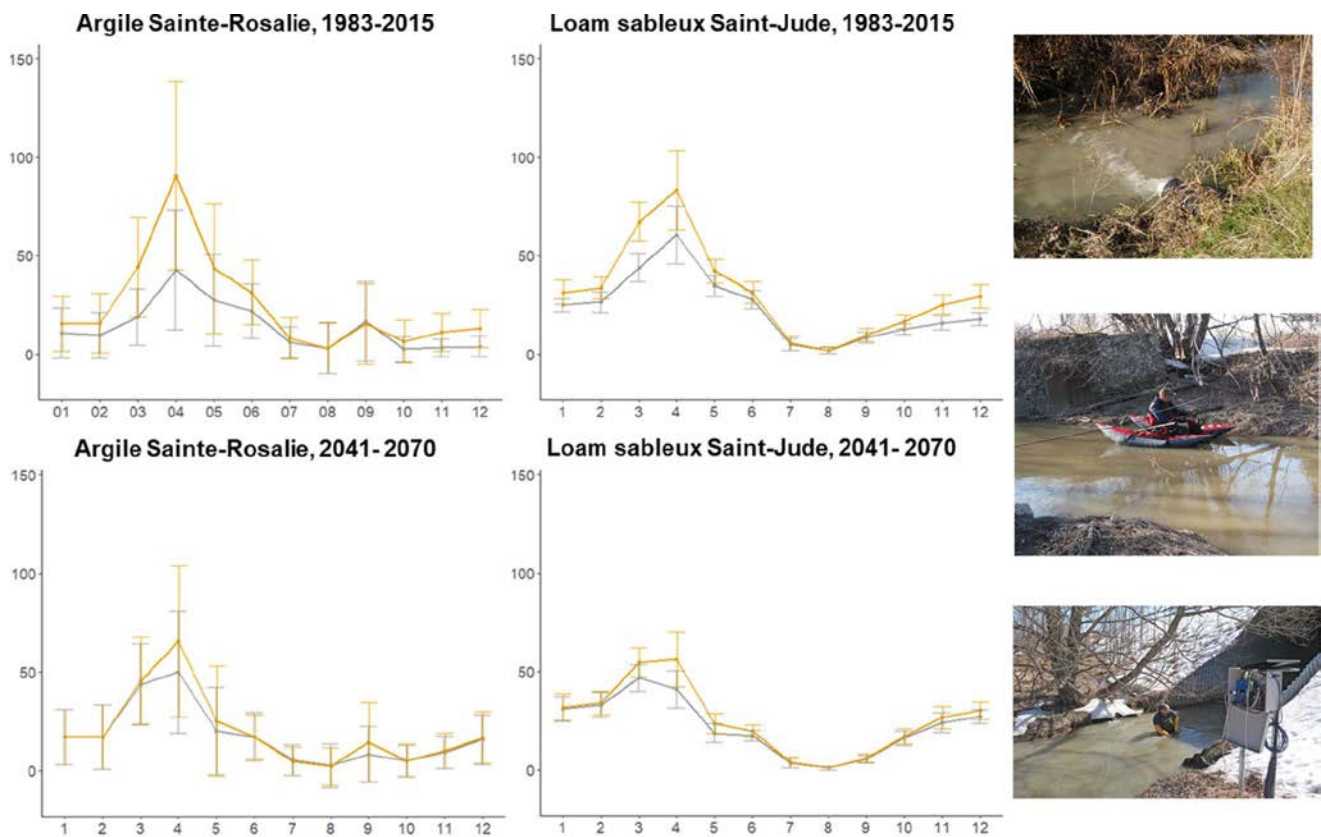 Argile Sainte-Rosalie, 1983-2015
150
100
50
0
01 02 03 04 05 06 07 08 09 10 11 12
Loam sableux Saint-Jude, 1983-2015
150
100
50
0
1 2 3 4 5 6 7 8 9 10 11 12
Argile Sainte-Rosalie, 2041- 2070
150
100
50
0
1 2 3 4 5 6 7 8 9 10 11 12
Loam sableux Saint-Jude, 2041- 2070
150
100
50
0
1 2 3 4 5 6 7 8 9 10 11 12